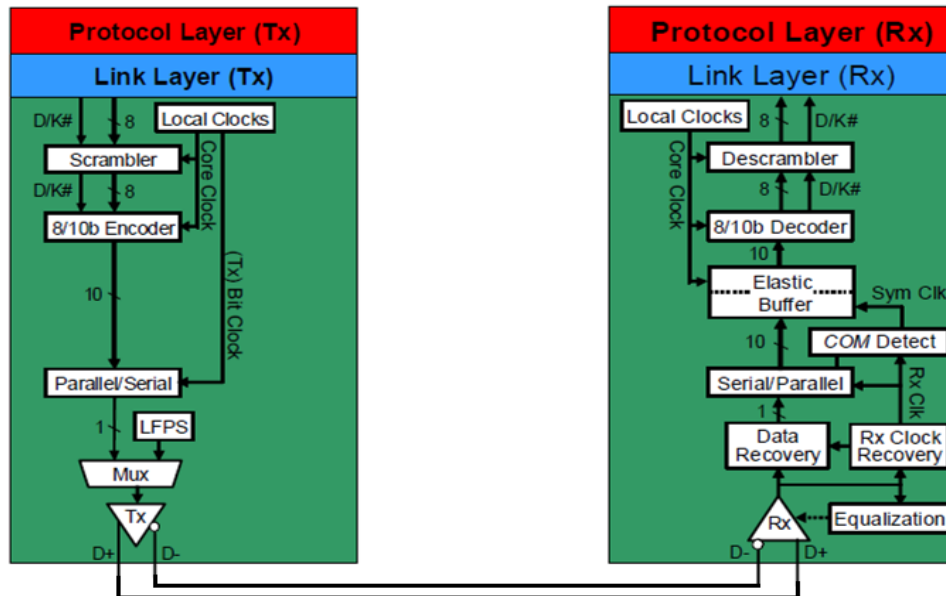 Protocol Layer (Tx)
Link Layer (Tx)
D/K#
8
Local Clocks
Scrambler
D/K#
8
Core Clock
8/10b Encoder
(Tx) Bit Clock
10
Parallel/Serial
1
LFPS
Mux
Tx
D+
D-
Protocol Layer (Rx)
Link Layer (Rx)
Local Clocks
8
D/K#
Core Clock
Descrambler
8
D/K#
8/10b Decoder
10
Elastic
Buffer
Sym Clk
10
COM Detect
Serial/Parallel
Rx Clk
1
Data
Recovery
Rx Clock
Recovery
Rx
Equalization
D-
D+